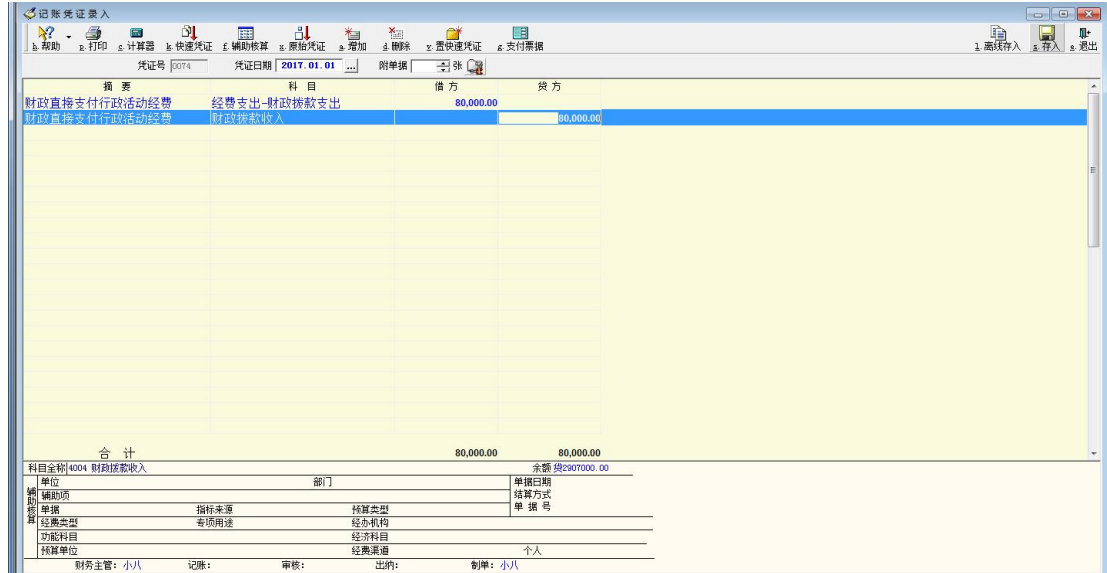 记账凭证录入
h.帮助 p.打印 c.计算器 k.快速凭证 f.辅助核算 x.原始凭证 a.增加 d.删除 y.置快速凭证 g.支付票据 l.离线存入 s.存入 e.退出
凭证号 0074 凭证日期 2017.01.01 ... 附单据 张
摘 要 科 目 借 方 贷 方
财政直接支付行政活动经费 经费支出-财政拨款支出 80,000.00
财政直接支付行政活动经费 财政拨款收入 80,000.00
合 计 80,000.00 80,000.00
科目全称 4004 财政拨款收入 余额 贷2907000.00
辅助核算
单位 部门 单据日期
辅助项 结算方式
单据 指标来源 预算类型 单 据 号
经费类型 专项用途 经办机构
功能科目 经济科目
预算单位 经费渠道 个人
财务主管: 小八 记账: 审核: 出纳: 制单: 小八